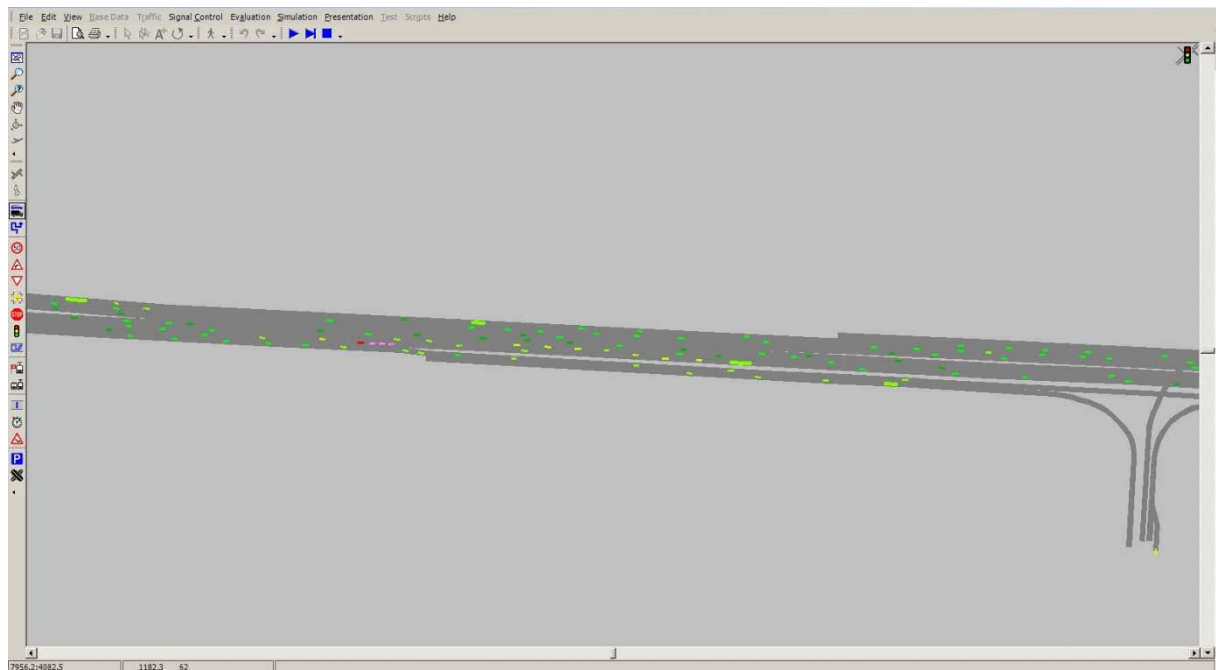 File Edit View Base Data Traffic Signal Control Evaluation Simulation Presentation Test Scripts Help
STOP
P
7956.2:4082.5 1182.3 62